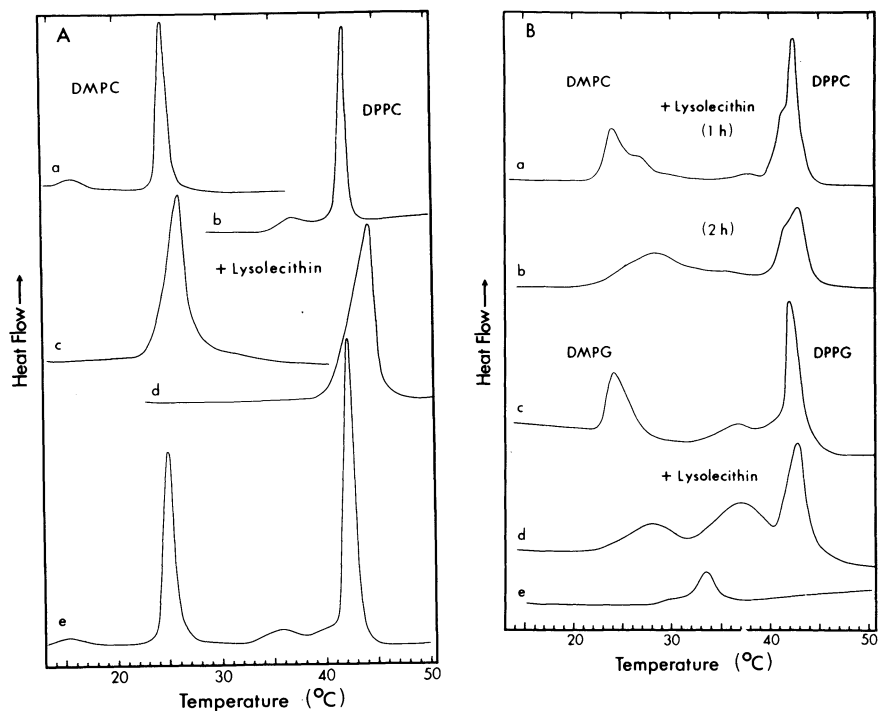 A
DMPC
DPPC
a
b
+ Lysolecithin
c
d
e
Heat Flow →
20 30 40 50
Temperature (°C)
B
DMPC
DPPC
+ Lysolecithin
(1 h)
a
(2 h)
b
DMPG
DPPG
c
+ Lysolecithin
d
e
Heat Flow →
20 30 40 50
Temperature (°C)